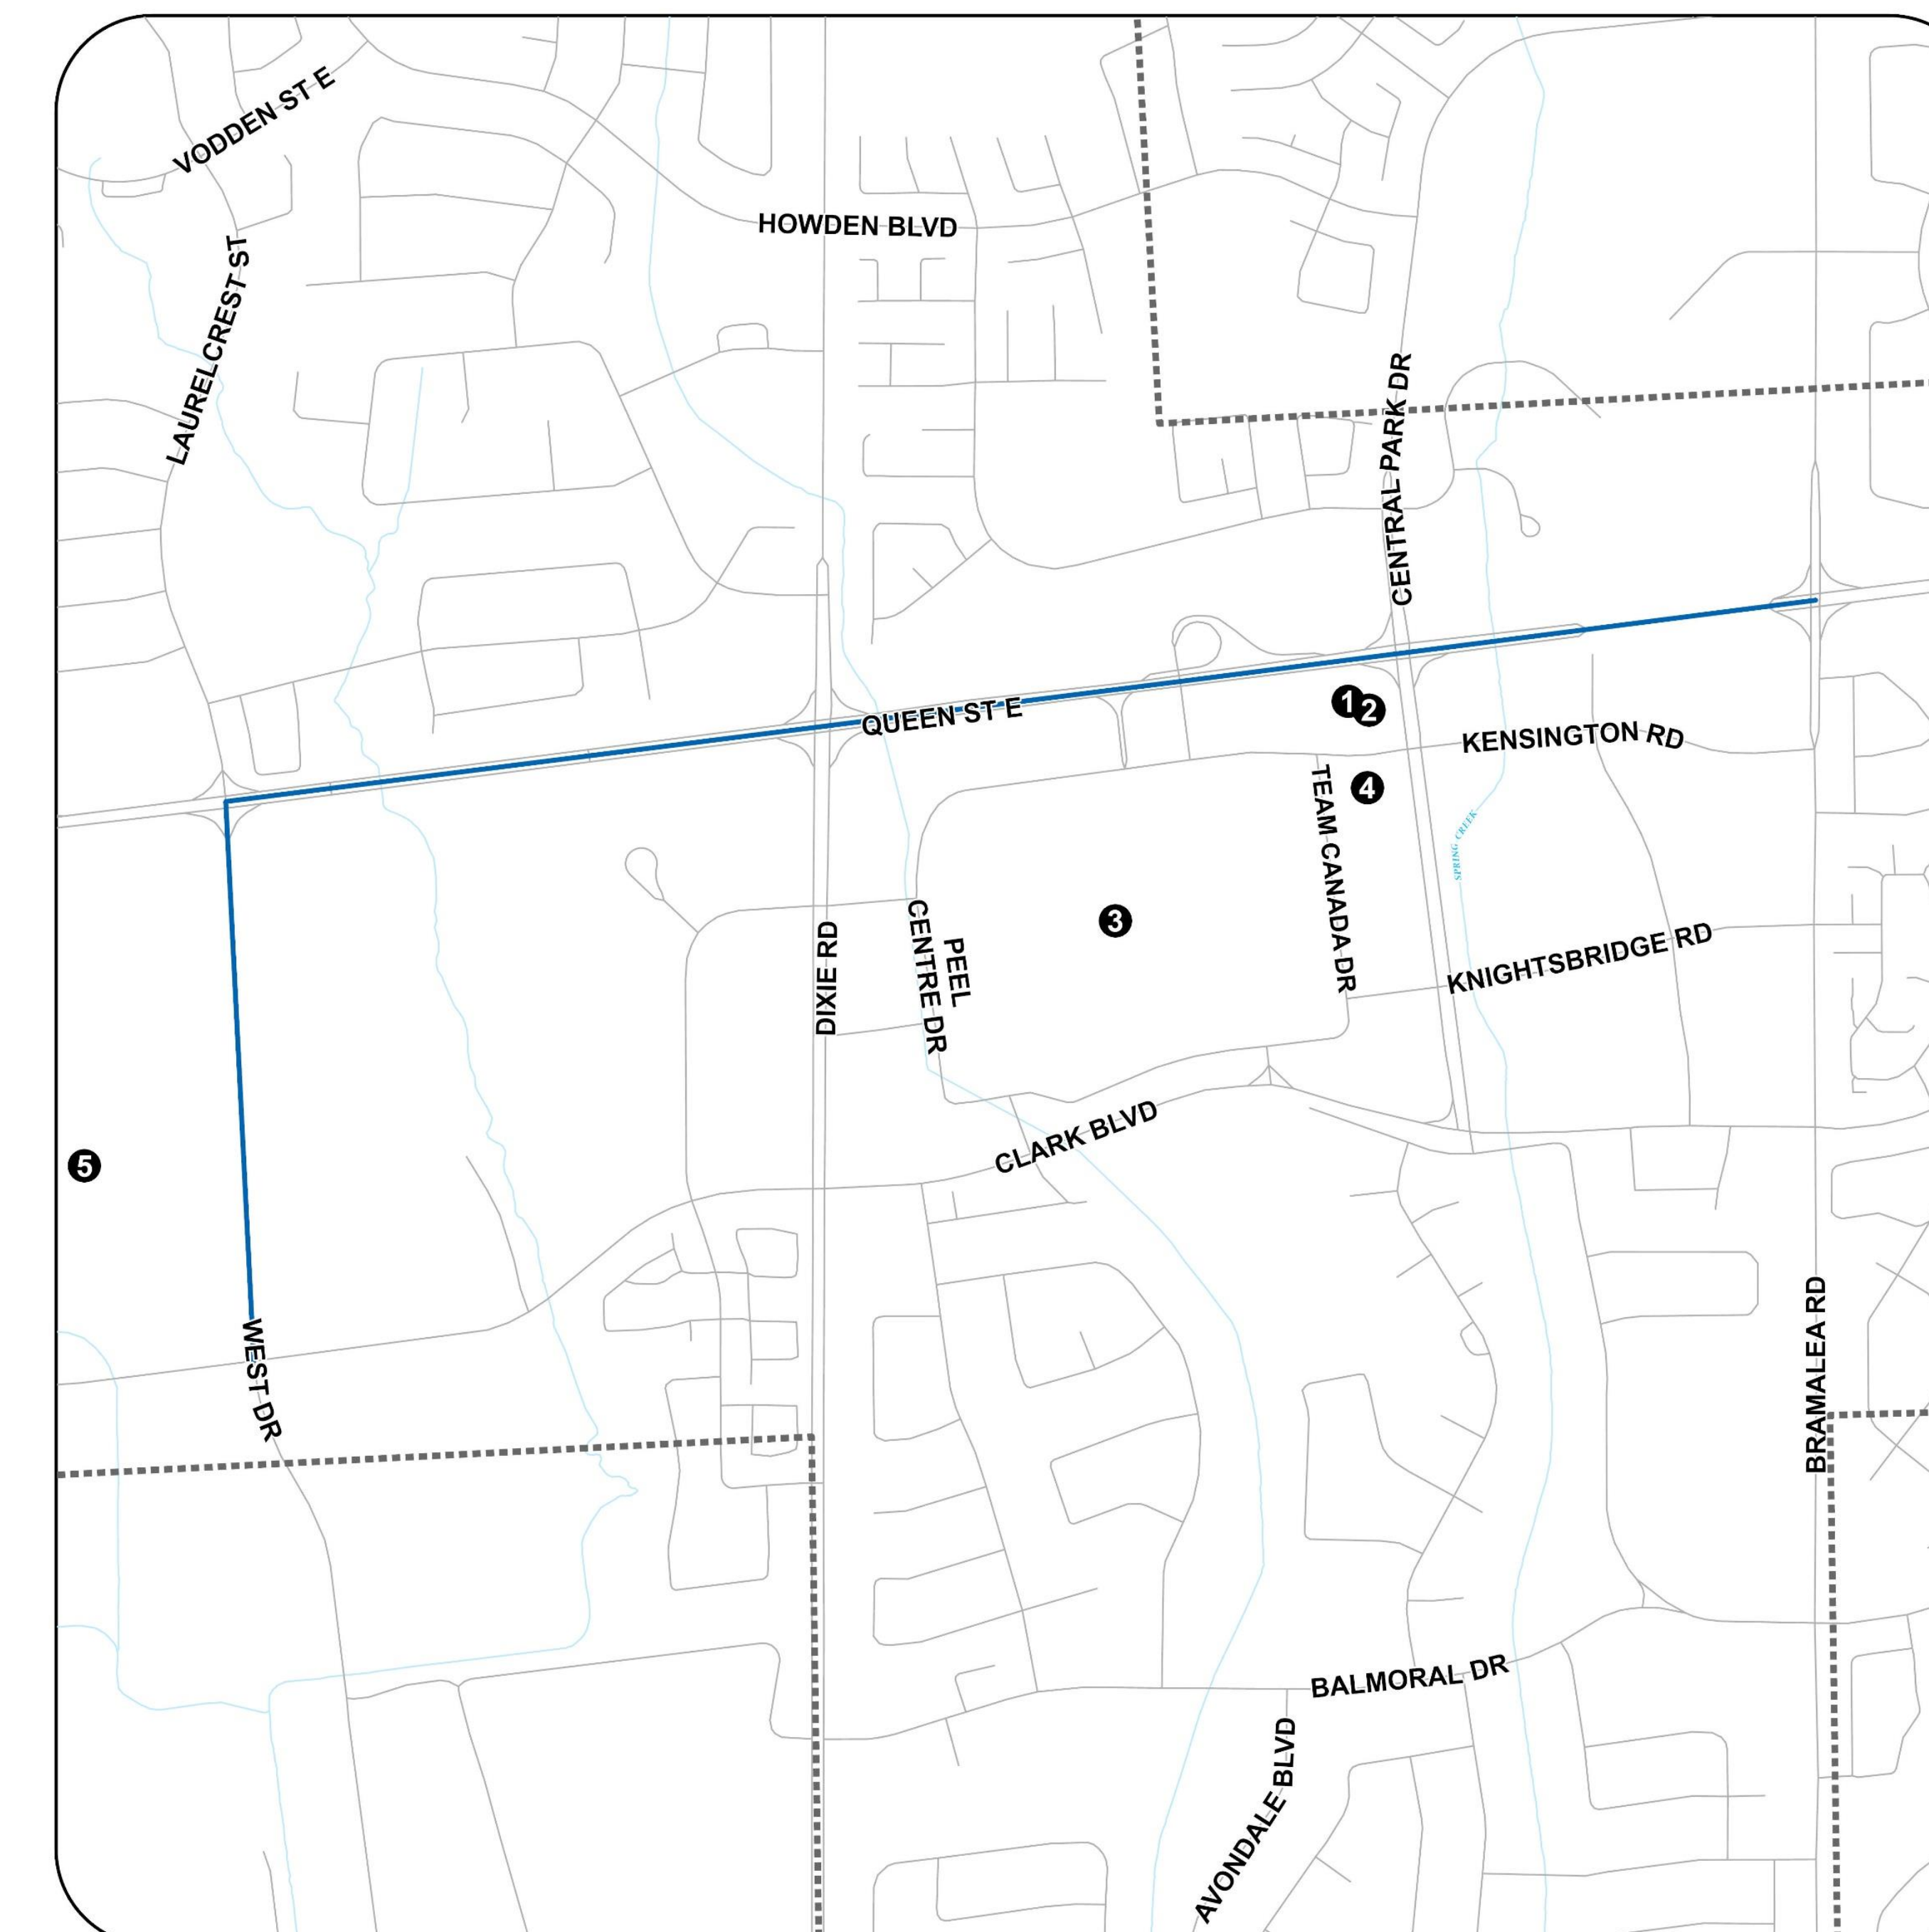 VODDEN ST E
HOWDEN BLVD
LAURELCREST ST
CENTRAL PARK DR
QUEEN ST E
1
2
KENSINGTON RD
4
TEAM CANADA DR
SPRING CREEK
3
DIXIE RD
PEEL
CENTRE DR
KNIGHTSBRIDGE RD
CLARK BLVD
5
WEST DR
BRAMALEA RD
BALMORAL DR
AVONDALE BLVD